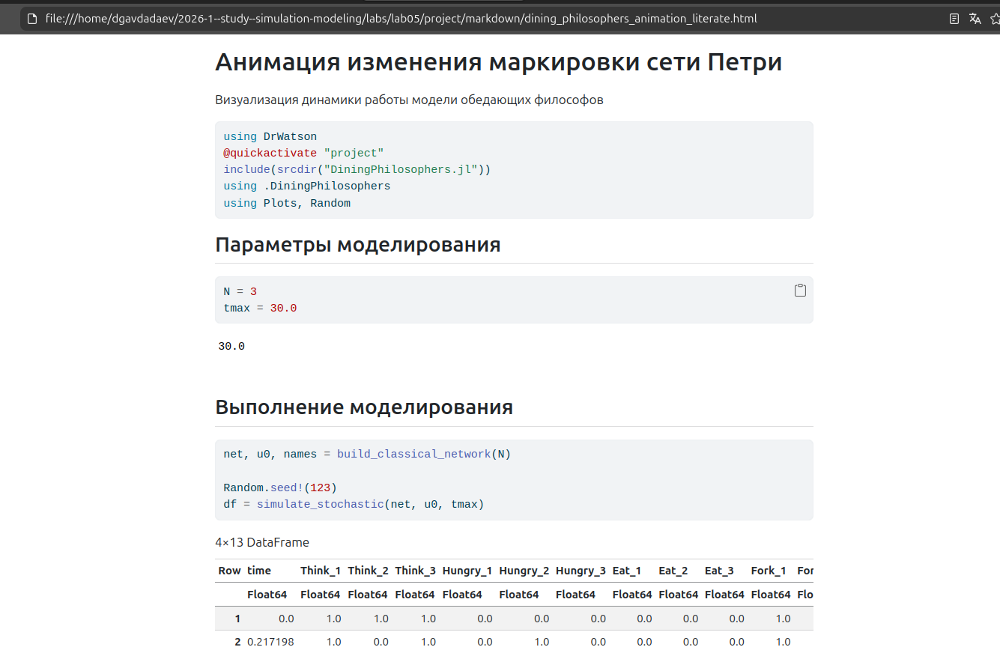 file:///home/dgavdadaev/2026-1--study--simulation-modeling/labs/lab05/project/markdown/dining_philosophers_animation_literate.html
Анимация изменения маркировки сети Петри
Визуализация динамики работы модели обедающих философов
using DrWatson
@quickactivate "project"
include(srcdir("DiningPhilosophers.jl"))
using .DiningPhilosophers
using Plots, Random
Параметры моделирования
N = 3
tmax = 30.0
30.0
Выполнение моделирования
net, u0, names = build_classical_network(N)
Random.seed!(123)
df = simulate_stochastic(net, u0, tmax)
4×13 DataFrame
Row time Think_1 Think_2 Think_3 Hungry_1 Hungry_2 Hungry_3 Eat_1 Eat_2 Eat_3 Fork_1 For
Float64 Float64 Float64 Float64 Float64 Float64 Float64 Float64 Float64 Float64 Float64 Flo
1 0.0 1.0 1.0 1.0 0.0 0.0 0.0 0.0 0.0 0.0 1.0
2 0.217198 1.0 0.0 1.0 0.0 1.0 0.0 0.0 0.0 0.0 1.0